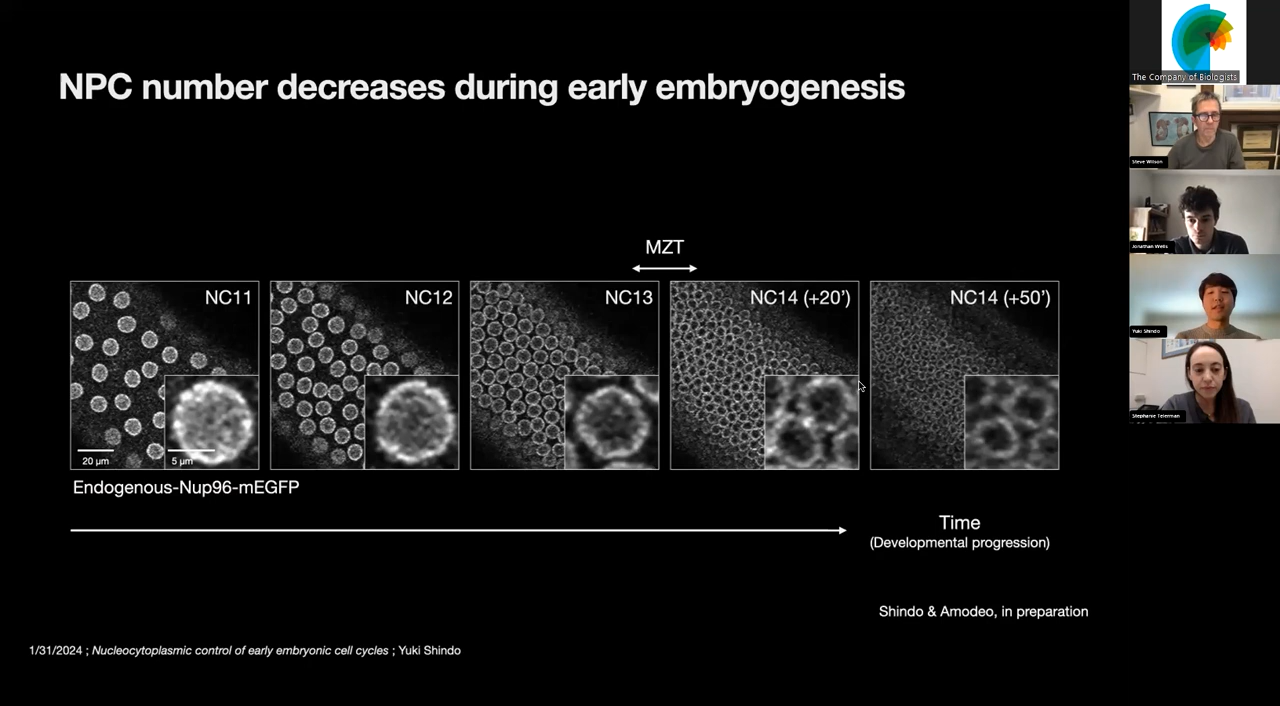 NPC number decreases during early embryogenesis
MZT
NC11
NC12
NC13
NC14 (+20’)
NC14 (+50’)
20 μm
5 μm
Endogenous-Nup96-mEGFP
Time
(Developmental progression)
Shindo & Amodeo, in preparation
1/31/2024 ; Nucleocytoplasmic control of early embryonic cell cycles ; Yuki Shindo
The Company of Biologists
Steve Wilson
Jonathan Wells
Yuki Shindo
Stephanie Telerman